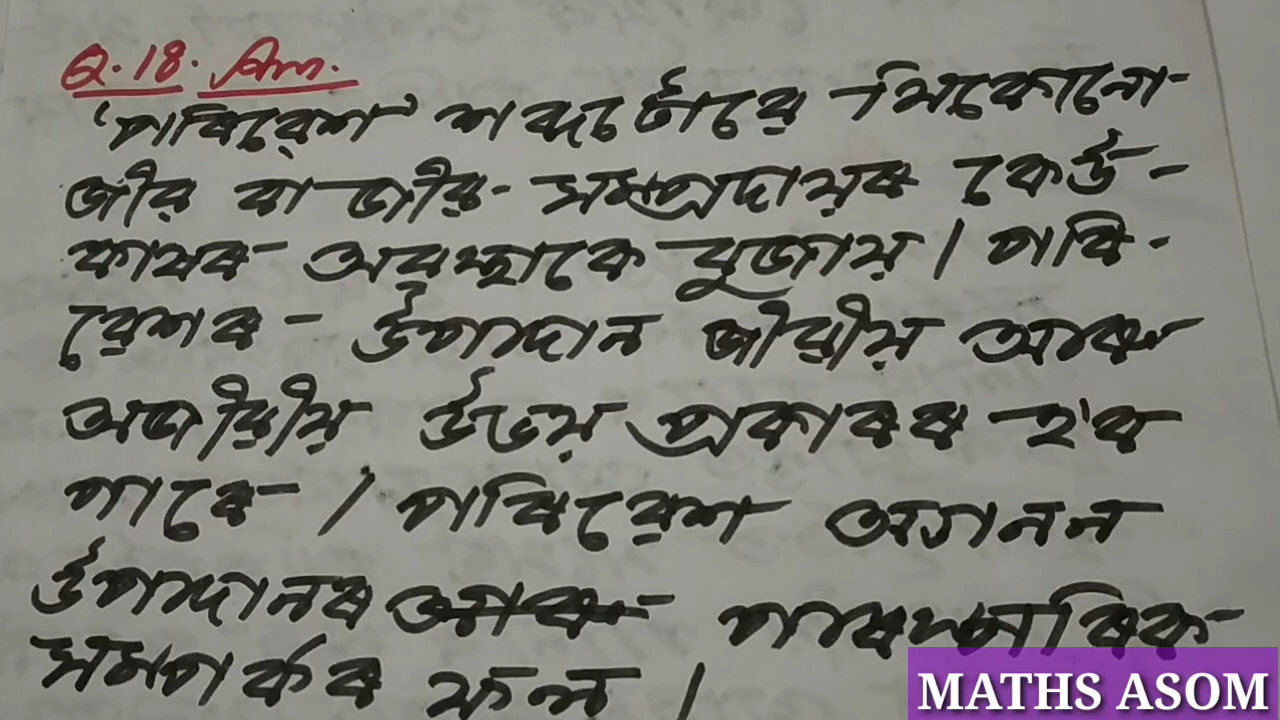 Q. 18. Ans.
'পৰিৱেশ' শব্দটোৱে যিকোনো
জীৱ বা জীৱ সম্প্ৰদায়ৰ কেউ-
কাষৰ অৱস্থাকে বুজায়। পৰি-
ৱেশৰ উপাদান জীৱীয় আৰু
অজীৱীয় উভয় প্ৰকাৰৰ হ'ব
পাৰে। পৰিৱেশ অগনন
উপাদানৰ পাৰস্পৰিক
সম্পৰ্কৰ ফল।
MATHS ASOM